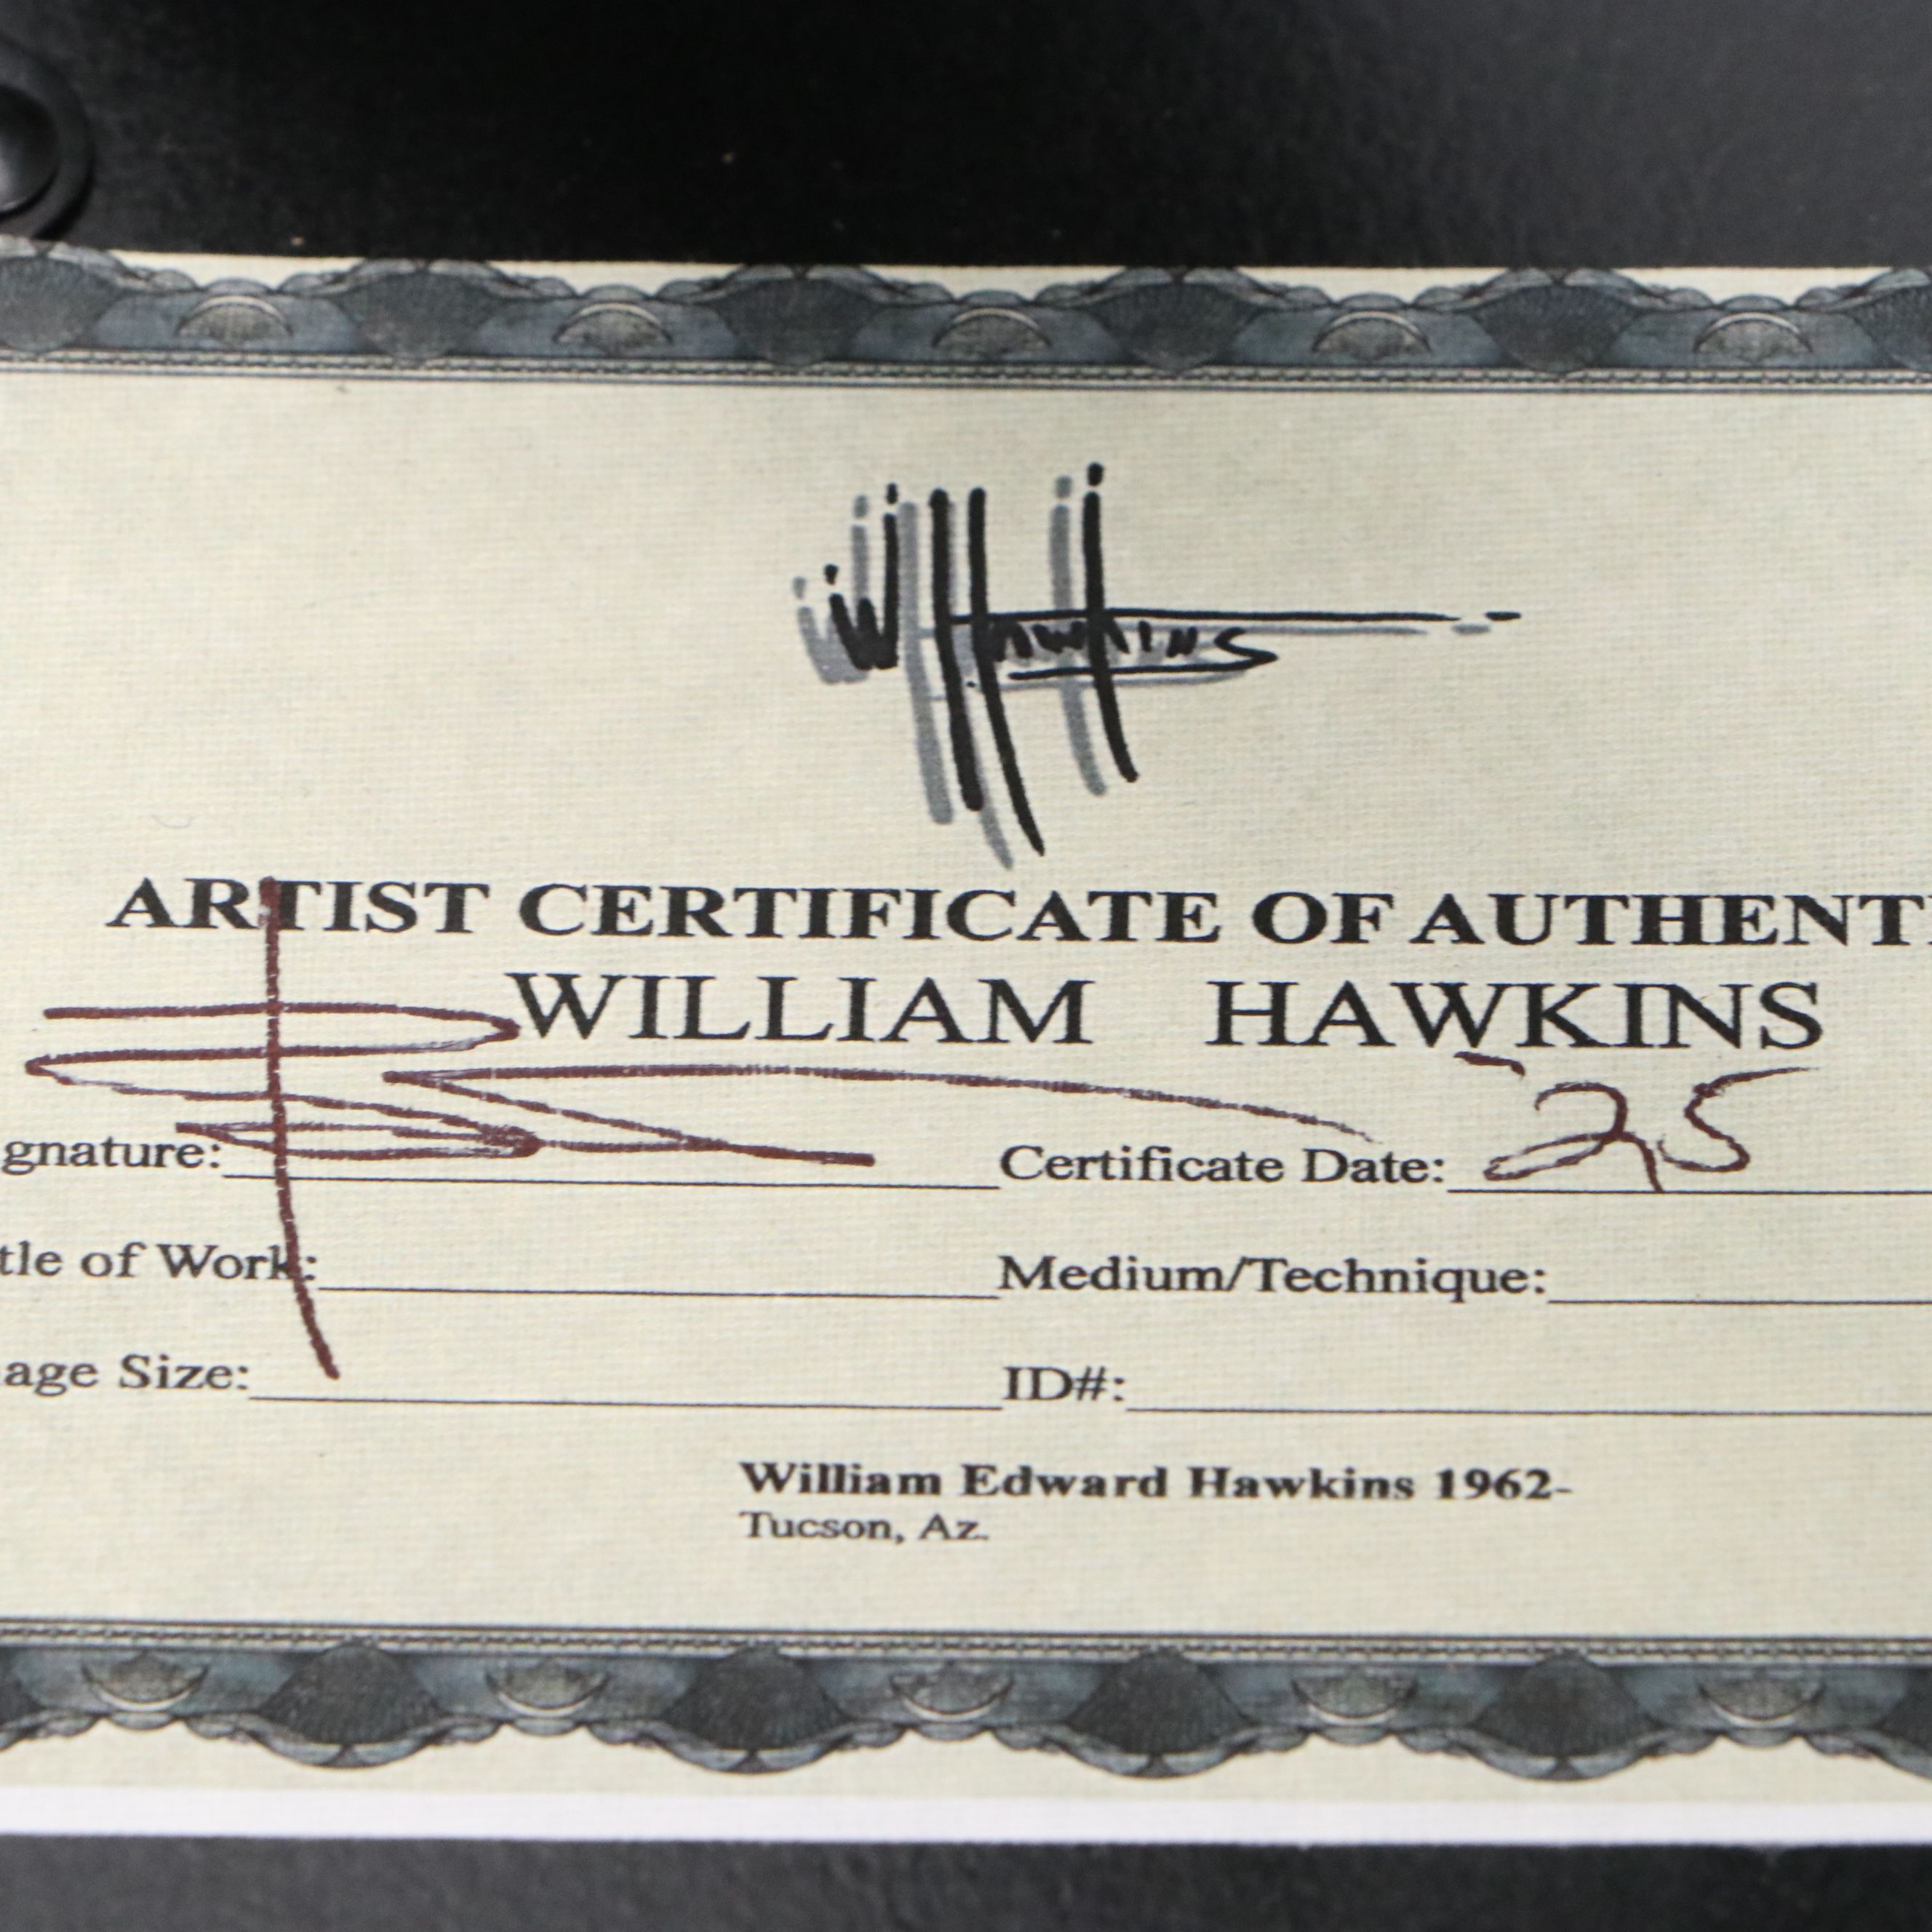 W Hawkins
ARTIST CERTIFICATE OF AUTHENT
WILLIAM HAWKINS
gnature: Certificate Date: '25
tle of Work: Medium/Technique:
age Size: ID#:
William Edward Hawkins 1962-
Tucson, Az.